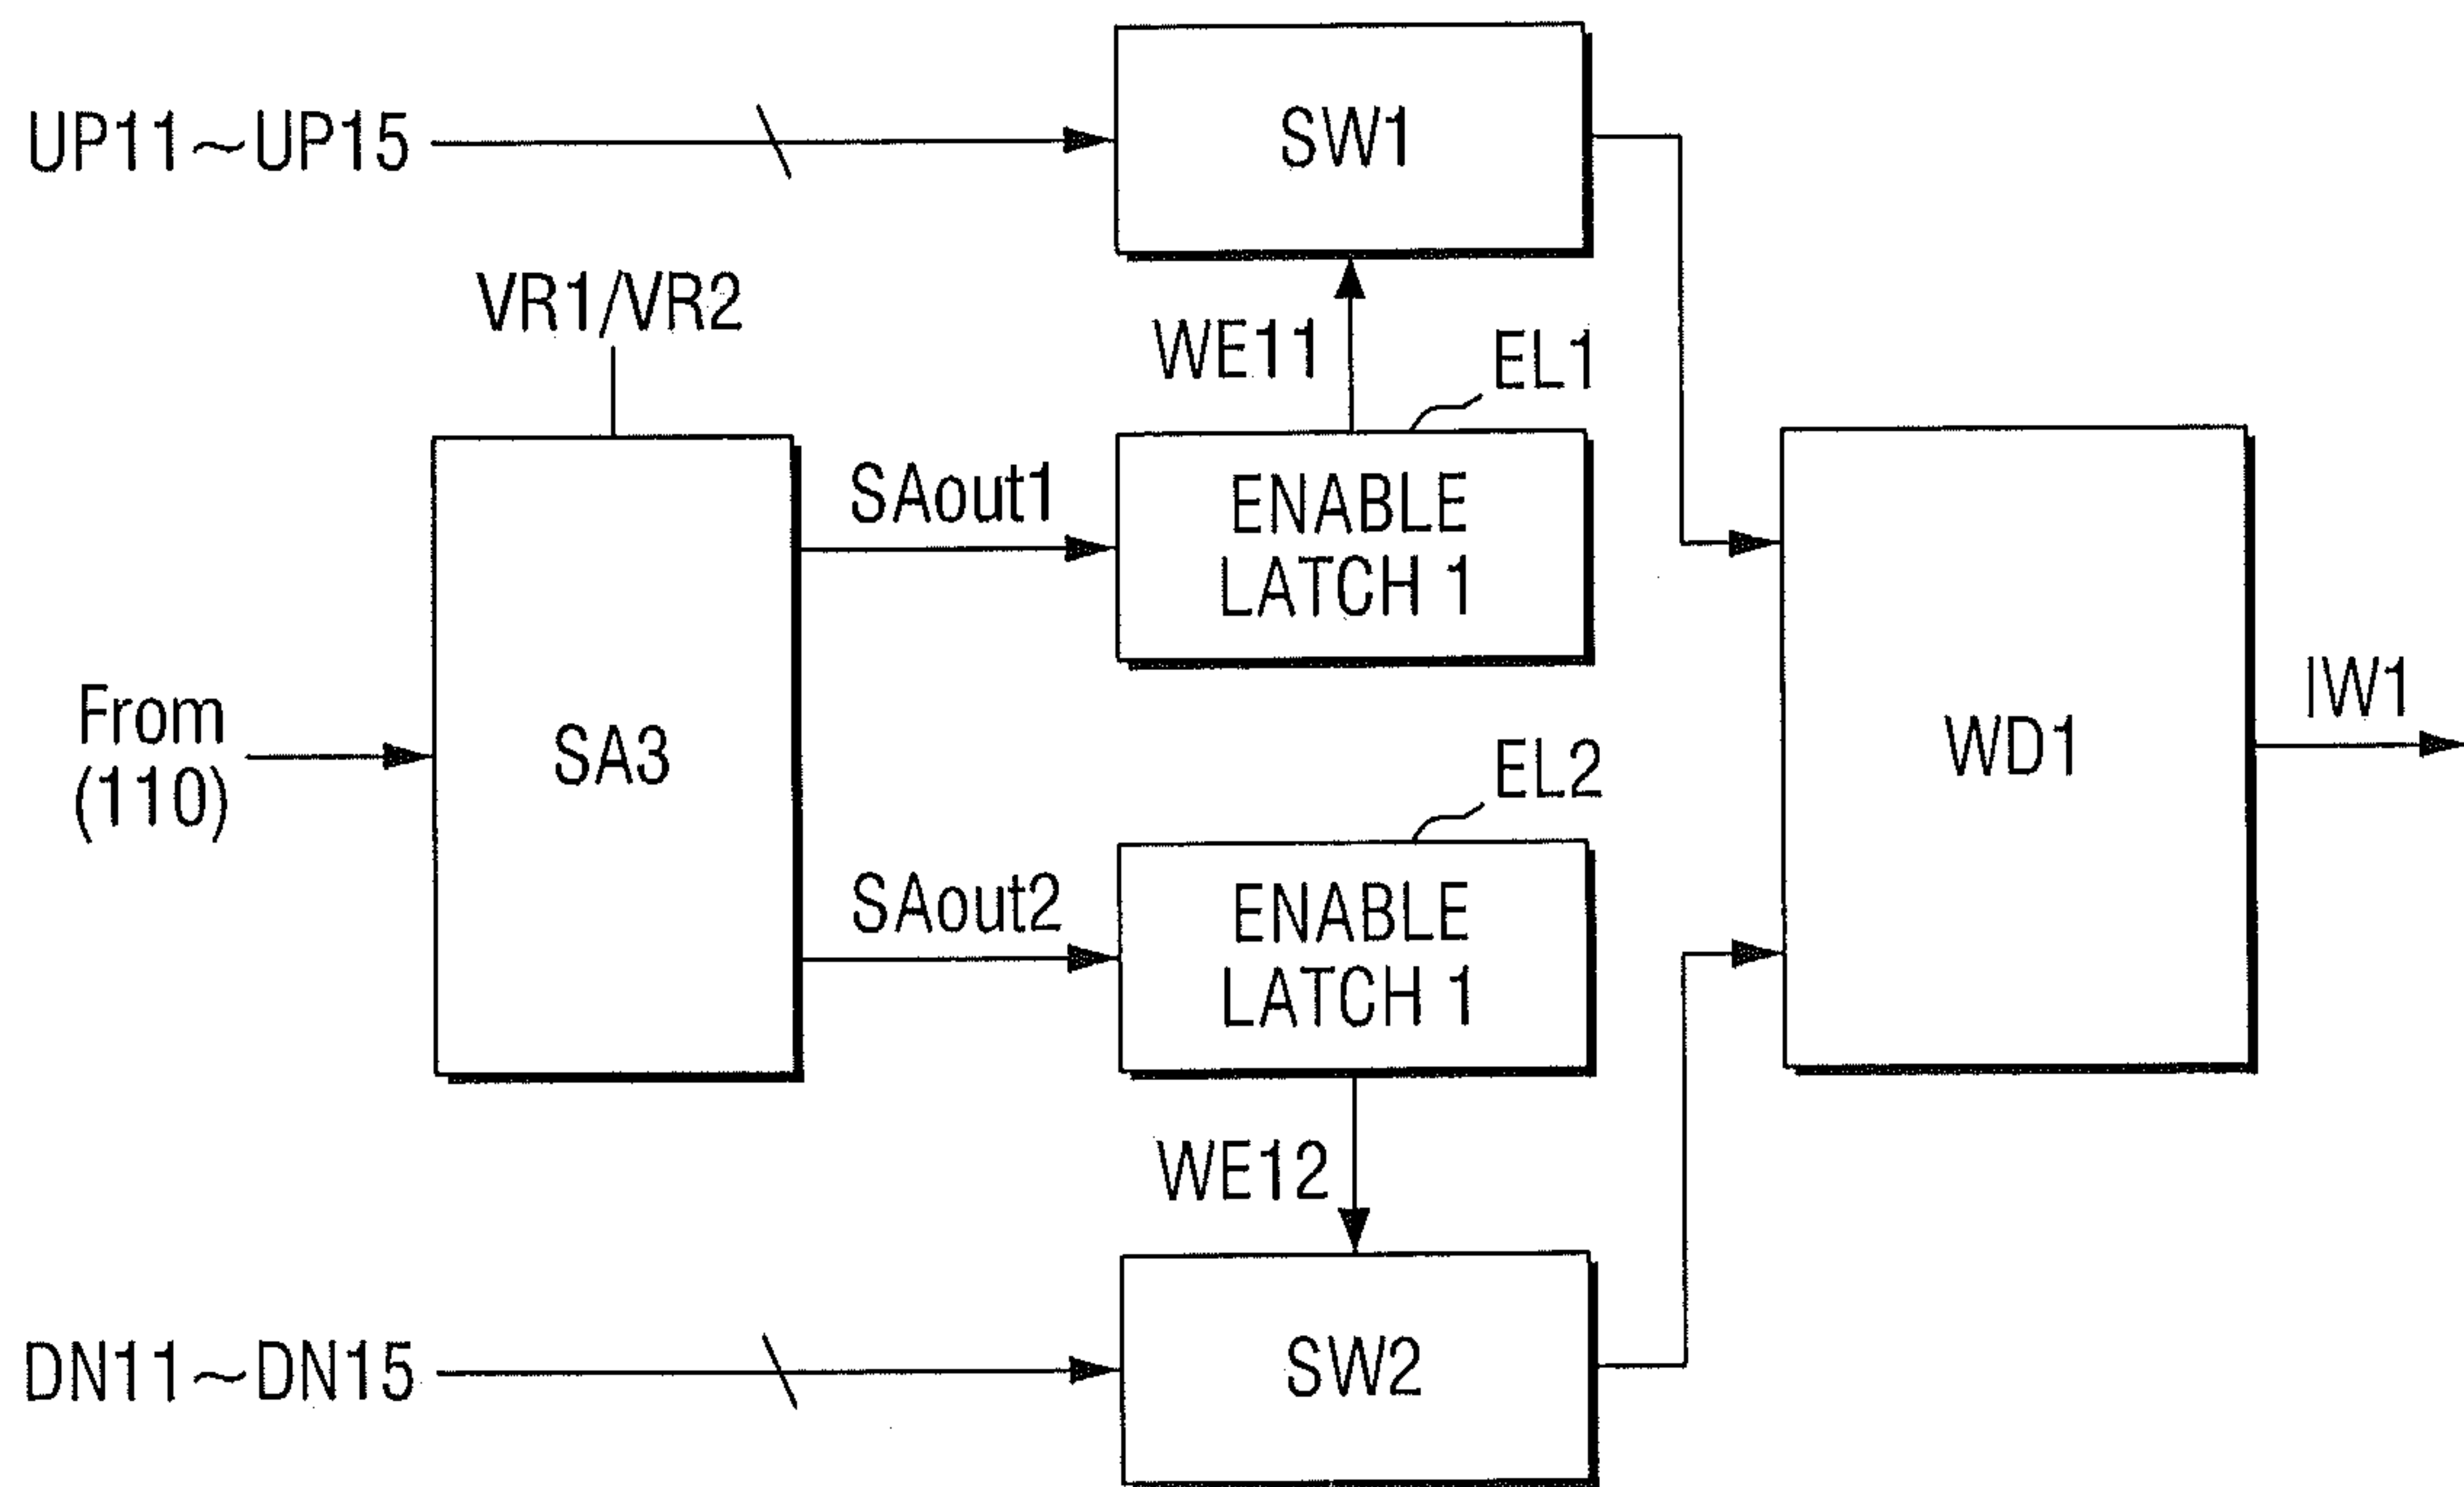 UP11~UP15
SW1
VR1/VR2
WE11
EL1
SAout1
ENABLE
LATCH 1
From
(110)
SA3
WD1
IW1
EL2
SAout2
ENABLE
LATCH 1
WE12
DN11~DN15
SW2